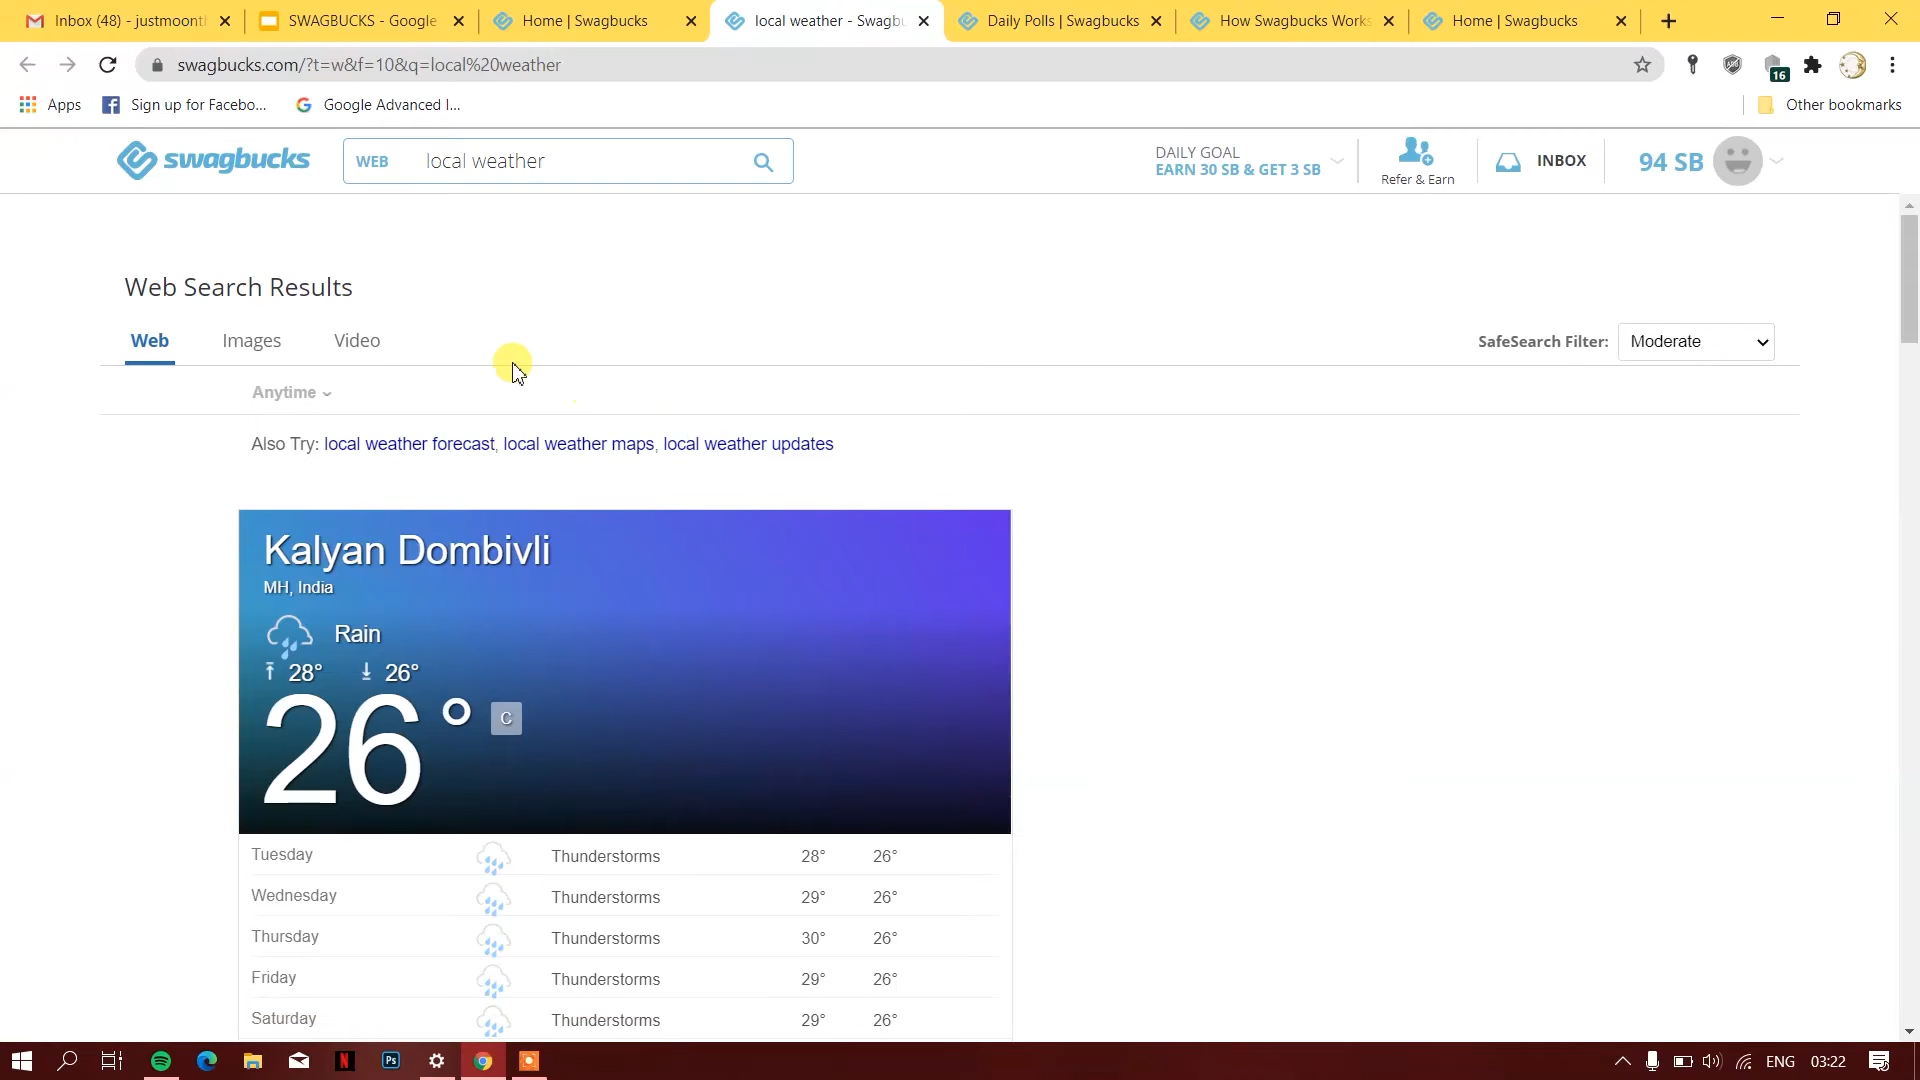 Inbox (48) - justmoonth
SWAGBUCKS - Google
Home | Swagbucks
local weather - Swagbu
Daily Polls | Swagbucks
How Swagbucks Works
Home | Swagbucks
swagbucks.com/?t=w&f=10&q=local%20weather
16
Apps
Sign up for Facebo...
Google Advanced I...
Other bookmarks
swagbucks
WEB
local weather
DAILY GOAL
EARN 30 SB & GET 3 SB
Refer & Earn
INBOX
94 SB
Web Search Results
Web
Images
Video
SafeSearch Filter:
Moderate
Anytime
Also Try: local weather forecast, local weather maps, local weather updates
Kalyan Dombivli
MH, India
Rain
28° 26°
26° C
Tuesday Thunderstorms 28° 26°
Wednesday Thunderstorms 29° 26°
Thursday Thunderstorms 30° 26°
Friday Thunderstorms 29° 26°
Saturday Thunderstorms 29° 26°
N
Ps
ENG
03:22